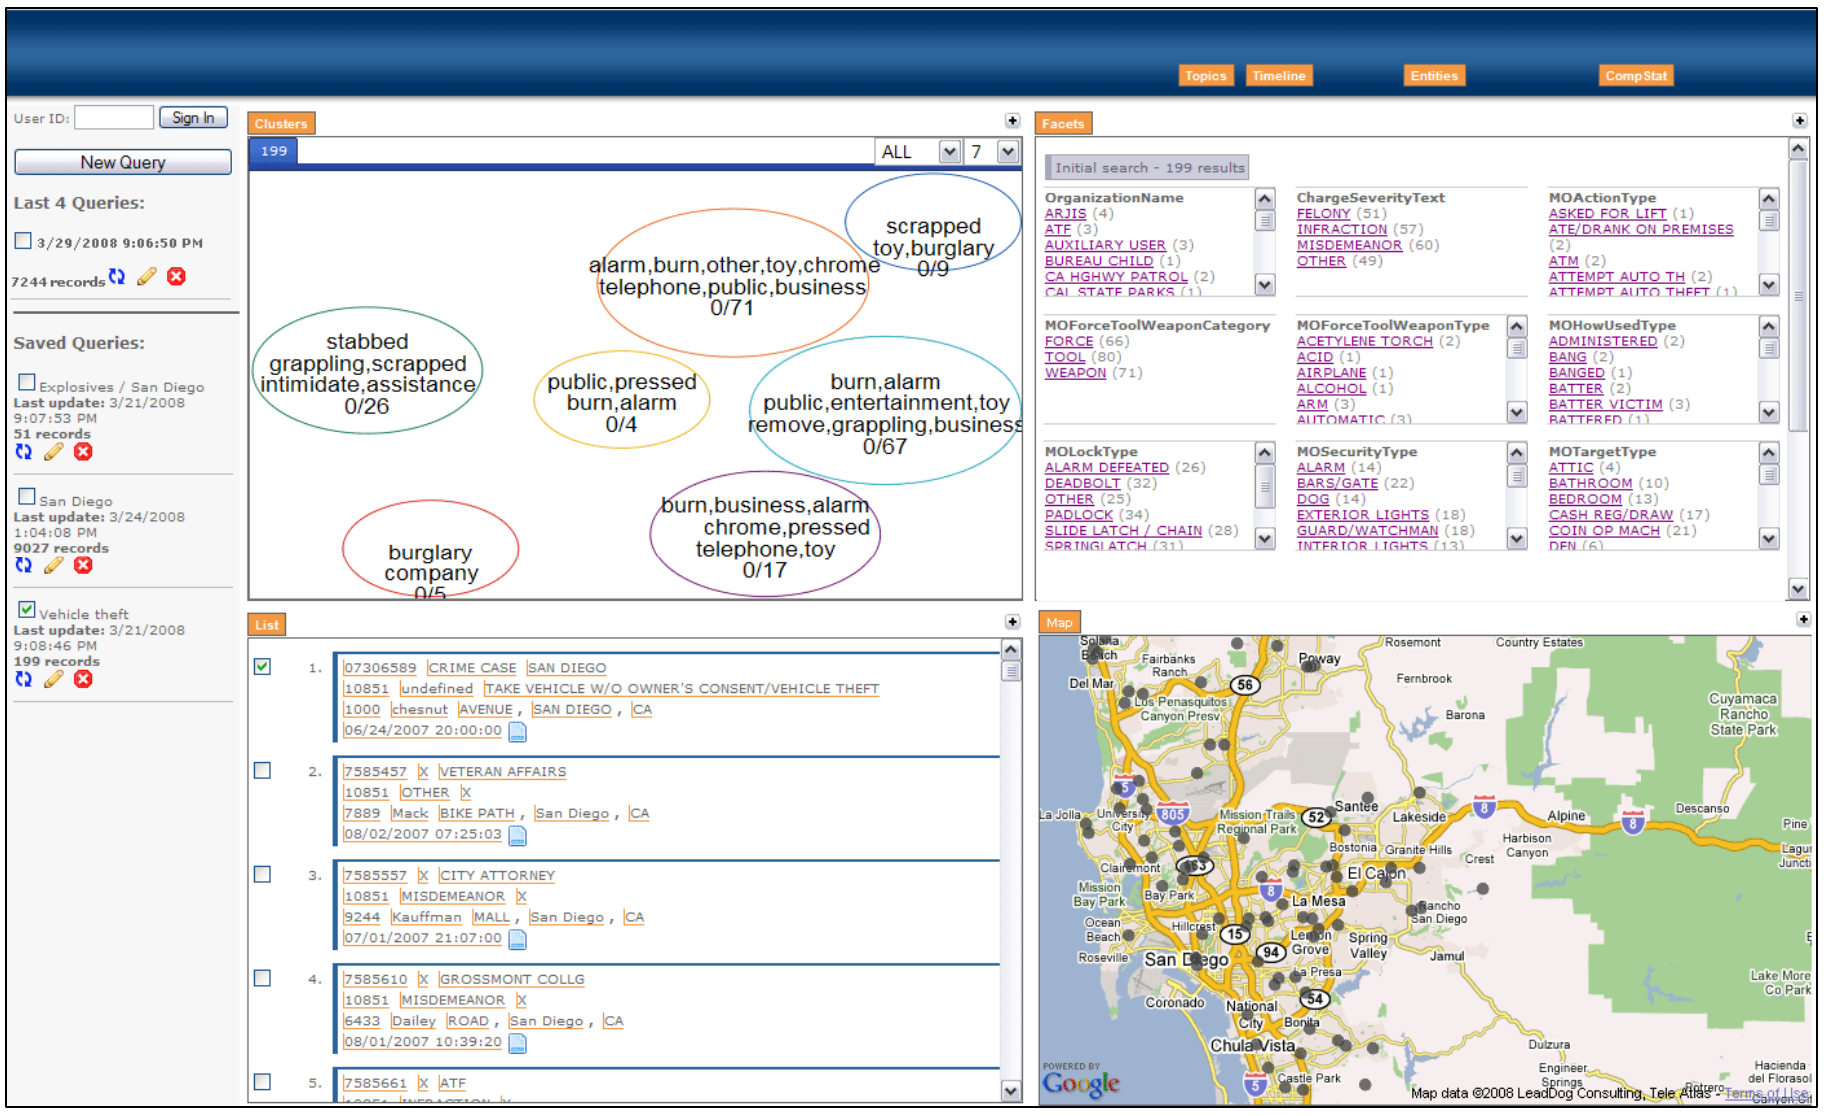 Topics Timeline Entities CompStat
User ID: Sign In
New Query
Last 4 Queries:
3/29/2008 9:06:50 PM
7244 records
Saved Queries:
Explosives / San Diego
Last update: 3/21/2008
9:07:53 PM
51 records
San Diego
Last update: 3/24/2008
1:04:08 PM
9027 records
Vehicle theft
Last update: 3/21/2008
9:08:46 PM
199 records
Clusters
199 ALL 7
scrapped
toy,burglary
0/9
alarm,burn,other,toy,chrome
telephone,public,business
0/71
stabbed
grappling,scrapped
intimidate,assistance
0/26
public,pressed
burn,alarm
0/4
burn,alarm
public,entertainment,toy
remove,grappling,business
0/67
burn,business,alarm
chrome,pressed
telephone,toy
0/17
burglary
company
0/5
Facets
Initial search - 199 results
OrganizationName
ARJIS (4)
ATF (3)
AUXILIARY USER (3)
BUREAU CHILD (1)
CA HGHWY PATROL (2)
CAL STATE PARKS (1)
ChargeSeverityText
FELONY (51)
INFRACTION (57)
MISDEMEANOR (60)
OTHER (49)
MOActionType
ASKED FOR LIFT (1)
ATE/DRANK ON PREMISES
(2)
ATM (2)
ATTEMPT AUTO TH (2)
ATTEMPT AUTO THEFT (1)
MOForceToolWeaponCategory
FORCE (66)
TOOL (80)
WEAPON (71)
MOForceToolWeaponType
ACETYLENE TORCH (2)
ACID (1)
AIRPLANE (1)
ALCOHOL (1)
ARM (3)
AUTOMATIC (3)
MOHowUsedType
ADMINISTERED (2)
BANG (2)
BANGED (1)
BATTER (2)
BATTER VICTIM (3)
BATTERED (1)
MOLockType
ALARM DEFEATED (26)
DEADBOLT (32)
OTHER (25)
PADLOCK (34)
SLIDE LATCH / CHAIN (28)
SPRINGLATCH (31)
MOSecurityType
ALARM (14)
BARS/GATE (22)
DOG (14)
EXTERIOR LIGHTS (18)
GUARD/WATCHMAN (18)
INTERIOR LIGHTS (13)
MOTargetType
ATTIC (4)
BATHROOM (10)
BEDROOM (13)
CASH REG/DRAW (17)
COIN OP MACH (21)
DEN (6)
List
1. 07306589 CRIME CASE SAN DIEGO
10851 undefined TAKE VEHICLE W/O OWNER'S CONSENT/VEHICLE THEFT
1000 chesnut AVENUE , SAN DIEGO , CA
06/24/2007 20:00:00
2. 7585457 X VETERAN AFFAIRS
10851 OTHER X
7889 Mack BIKE PATH , San Diego , CA
08/02/2007 07:25:03
3. 7585557 X CITY ATTORNEY
10851 MISDEMEANOR X
9244 Kauffman MALL , San Diego , CA
07/01/2007 21:07:00
4. 7585610 X GROSSMONT COLLG
10851 MISDEMEANOR X
6433 Dailey ROAD , San Diego , CA
08/01/2007 10:39:20
5. 7585661 X ATF
10851 INFRACTION X
Map
Solana
Beach
Fairbanks
Ranch
Poway
Rosemont
Country Estates
Del Mar
56
Fernbrook
Los Penasquitos
Canyon Presv
Barona
Cuyamaca
Rancho
State Park
5
La Jolla
University
City
805
Mission Trails
Regional Park
52
Santee
Lakeside
8
Alpine
8
Descanso
Pine
Harbison
Canyon
Bostonia
Granite Hills
Crest
Lagun
Juncti
Clairemont
163
El Cajon
Mission
Bay Park
Bay Park
8
La Mesa
Rancho
San Diego
Ocean
Beach
Hillcrest
15
Lemon
Grove
Spring
Valley
Roseville
San Diego
94
Jamul
La Presa
Lake More
Co Park
Coronado
National
City
54
Bonita
Chula Vista
Dulzura
Engineer
Springs
Hacienda
del Florasol
Castle Park
5
Potrero
POWERED BY
Google
Map data ©2008 LeadDog Consulting, Tele Atlas - Terms of Use